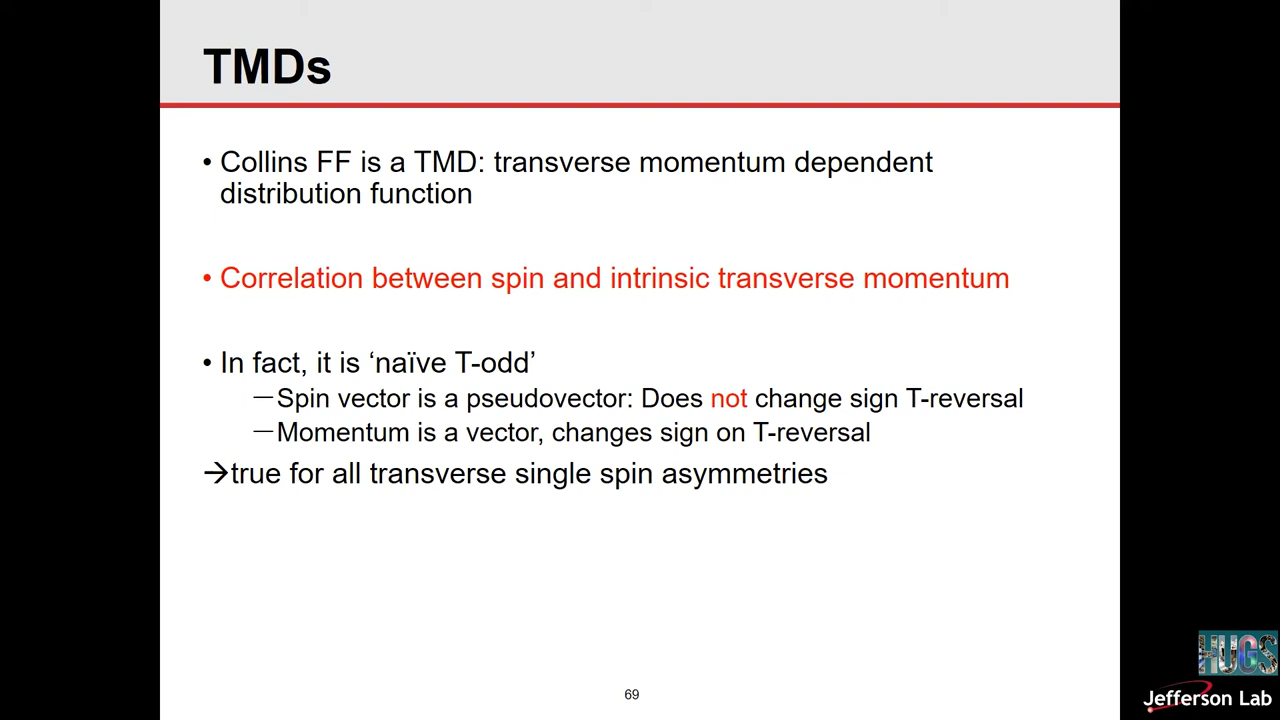 TMDs
• Collins FF is a TMD: transverse momentum dependent
distribution function
• Correlation between spin and intrinsic transverse momentum
• In fact, it is ‘naïve T-odd’
—Spin vector is a pseudovector: Does not change sign T-reversal
—Momentum is a vector, changes sign on T-reversal
→true for all transverse single spin asymmetries
HUGS
69
Jefferson Lab